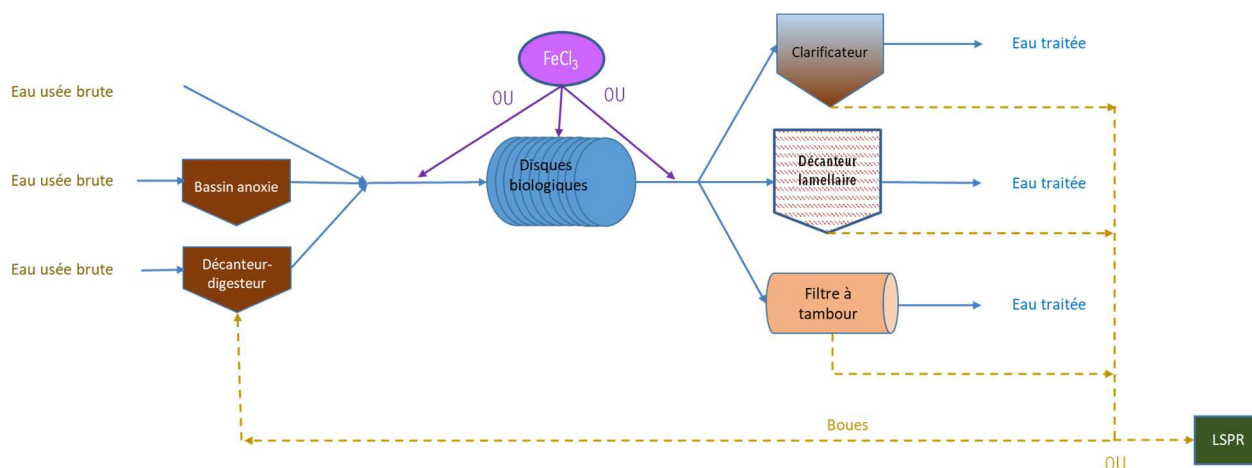 FeCl₃
OU
OU
Clarificateur
Eau traitée
Eau usée brute
Eau usée brute
Bassin anoxie
Disques
biologiques
Décanteur
lamellaire
Eau traitée
Eau usée brute
Décanteur-
digesteur
Filtre à
tambour
Eau traitée
Boues
LSPR
OU